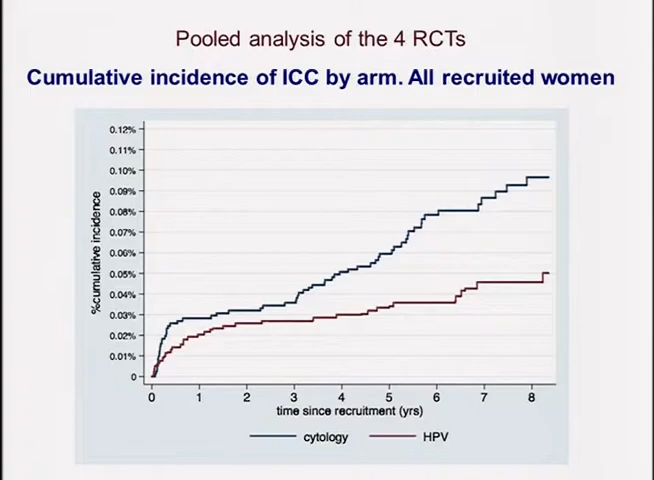 Pooled analysis of the 4 RCTs
Cumulative incidence of ICC by arm. All recruited women
%cumulative incidence
0.12%
0.11%
0.10%
0.09%
0.08%
0.07%
0.06%
0.05%
0.04%
0.03%
0.02%
0.01%
0
0 1 2 3 4 5 6 7 8
time since recruitment (yrs)
cytology HPV